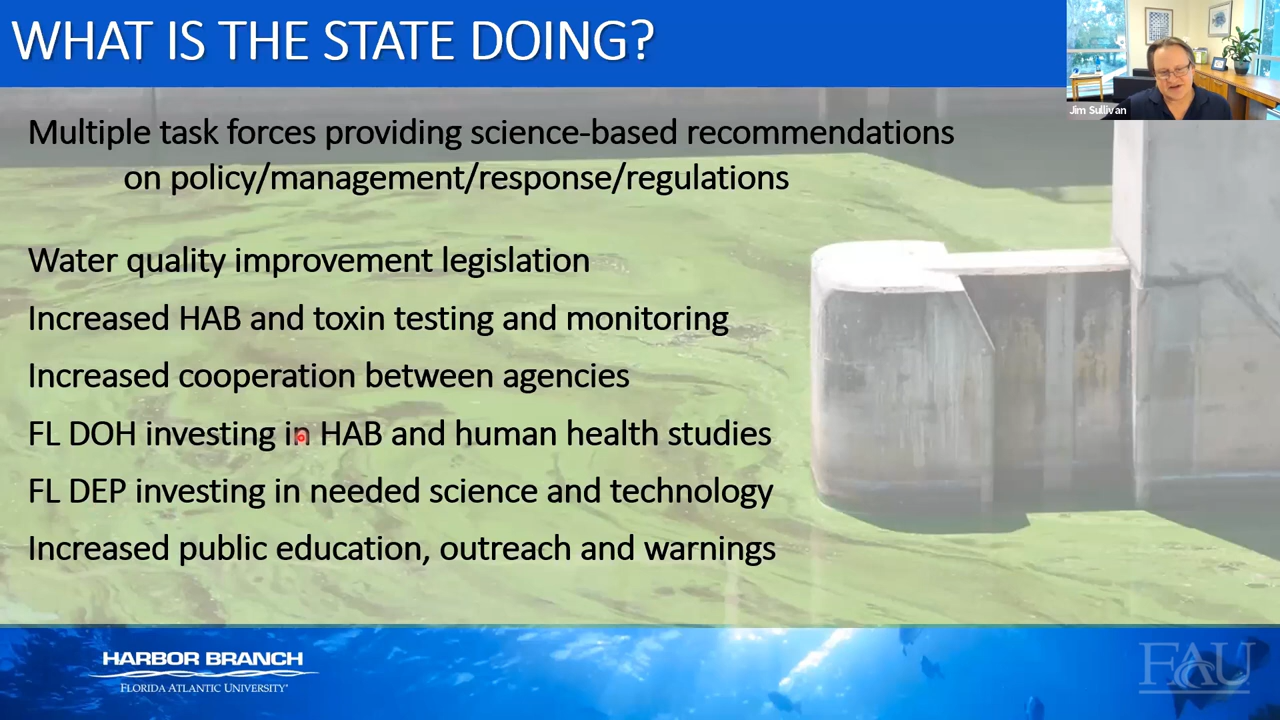 WHAT IS THE STATE DOING?
Jim Sullivan
Multiple task forces providing science-based recommendations
on policy/management/response/regulations
Water quality improvement legislation
Increased HAB and toxin testing and monitoring
Increased cooperation between agencies
FL DOH investing in HAB and human health studies
FL DEP investing in needed science and technology
Increased public education, outreach and warnings
HARBOR BRANCH
FLORIDA ATLANTIC UNIVERSITY
FAU